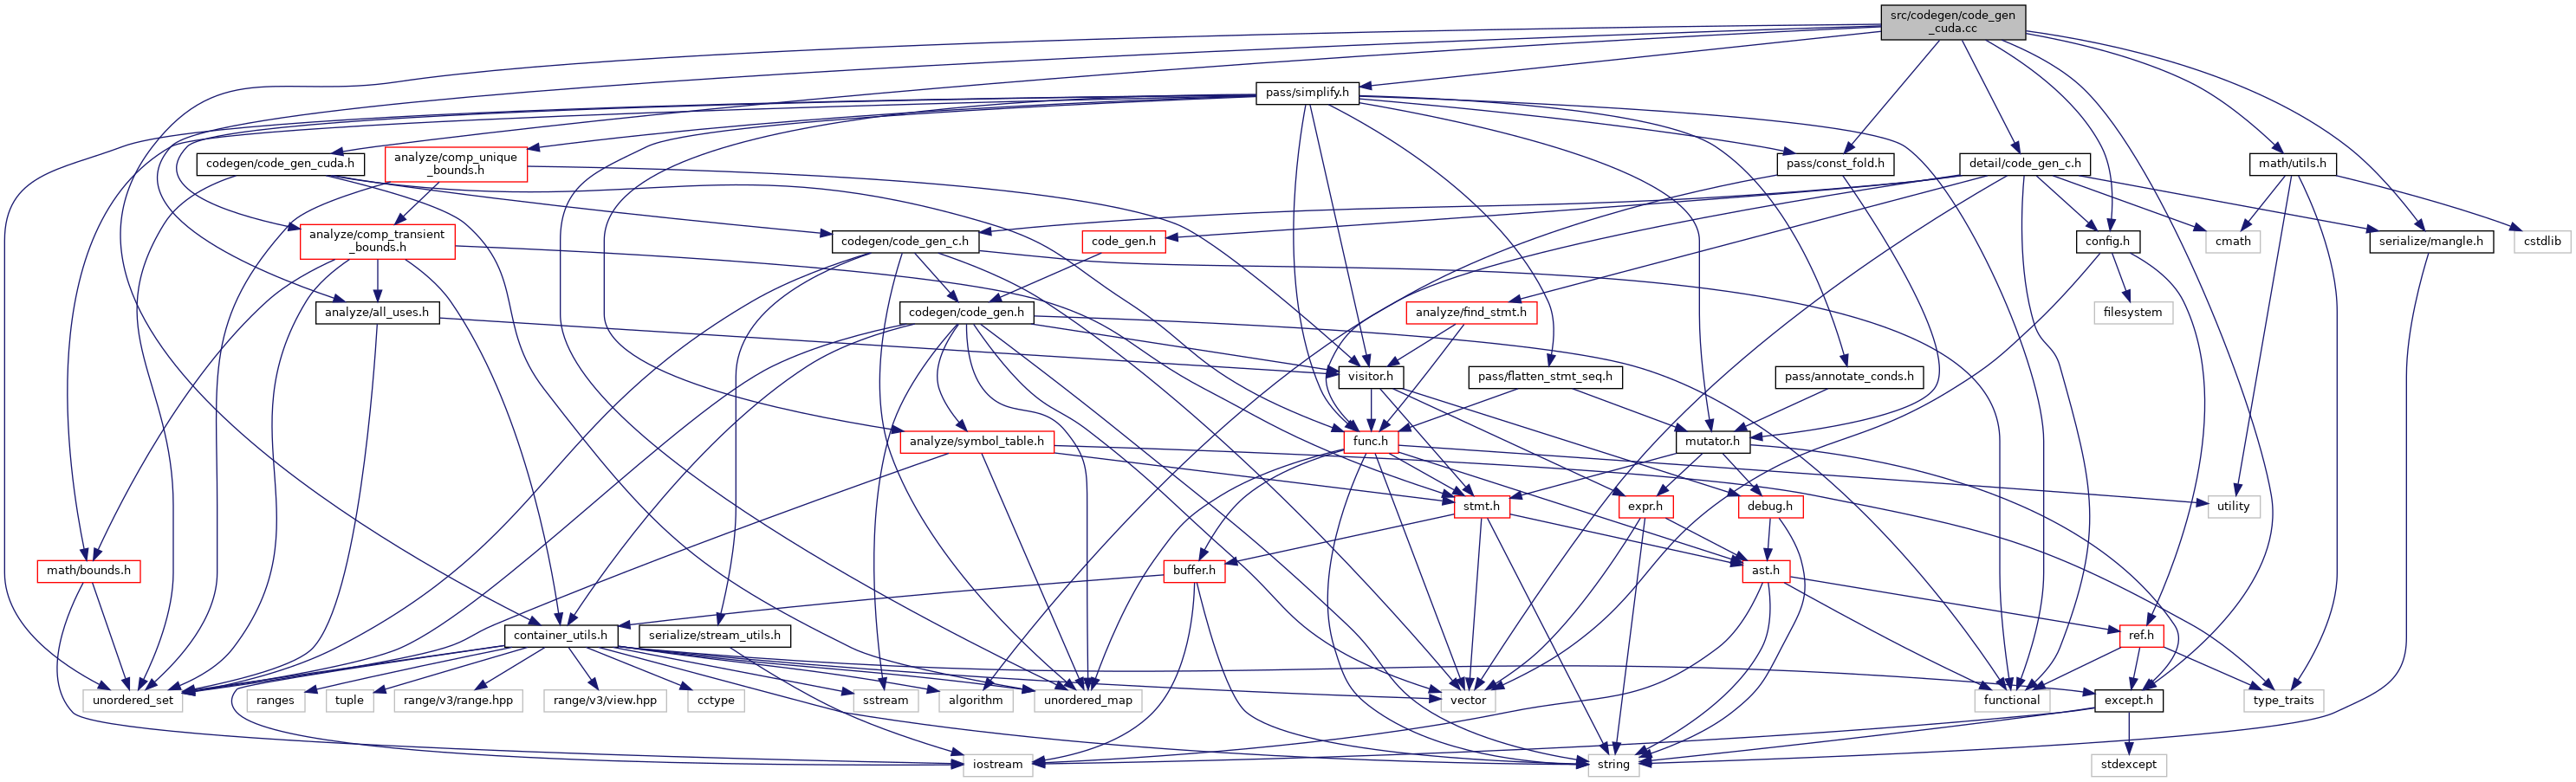 src/codegen/code_gen
_cuda.cc
pass/simplify.h
codegen/code_gen_cuda.h
analyze/comp_unique
_bounds.h
pass/const_fold.h
detail/code_gen_c.h
math/utils.h
analyze/comp_transient
_bounds.h
codegen/code_gen_c.h
code_gen.h
config.h
cmath
serialize/mangle.h
cstdlib
analyze/all_uses.h
codegen/code_gen.h
analyze/find_stmt.h
filesystem
visitor.h
pass/flatten_stmt_seq.h
pass/annotate_conds.h
analyze/symbol_table.h
func.h
mutator.h
stmt.h
expr.h
debug.h
utility
math/bounds.h
buffer.h
ast.h
container_utils.h
serialize/stream_utils.h
ref.h
unordered_set
ranges
tuple
range/v3/range.hpp
range/v3/view.hpp
cctype
sstream
algorithm
unordered_map
vector
functional
except.h
type_traits
iostream
string
stdexcept